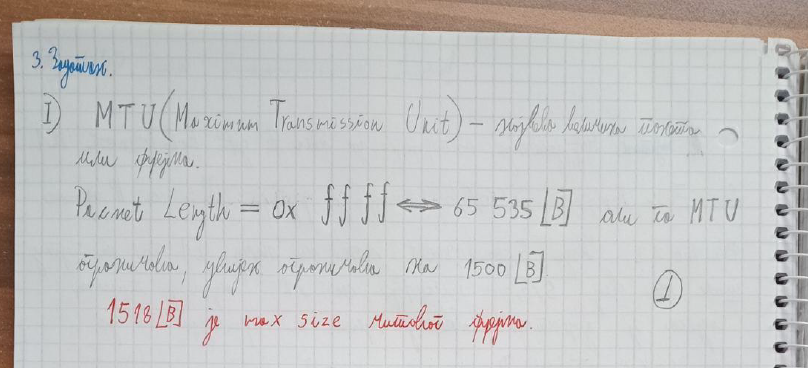 3. Задатак.
I) MTU (Maximum Transmission Unit) – највећа величина пакета
или фрејма.
Pacnet Length = 0x ffff ⟺ 65 535 [B] али то MTU
ограничава, увијек ограничава на 1500 [B]
1518 [B] је max size читавог фрејма.
1